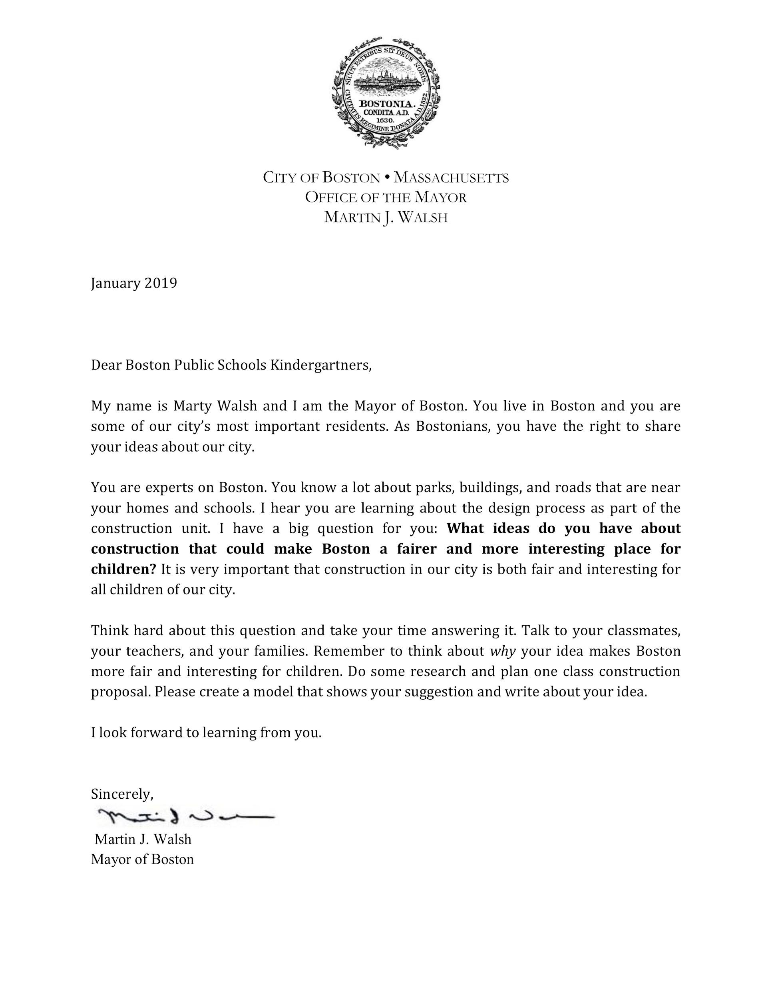 SICUT PATRIBUS SIT DEUS NOBIS.
CIVITATIS REGIMINE DONATA A.D. 1822.
BOSTONIA.
CONDITA A.D.
1630.
CITY OF BOSTON • MASSACHUSETTS
OFFICE OF THE MAYOR
MARTIN J. WALSH
January 2019
Dear Boston Public Schools Kindergartners,
My name is Marty Walsh and I am the Mayor of Boston. You live in Boston and you are
some of our city’s most important residents. As Bostonians, you have the right to share
your ideas about our city.
You are experts on Boston. You know a lot about parks, buildings, and roads that are near
your homes and schools. I hear you are learning about the design process as part of the
construction unit. I have a big question for you: What ideas do you have about
construction that could make Boston a fairer and more interesting place for
children? It is very important that construction in our city is both fair and interesting for
all children of our city.
Think hard about this question and take your time answering it. Talk to your classmates,
your teachers, and your families. Remember to think about why your idea makes Boston
more fair and interesting for children. Do some research and plan one class construction
proposal. Please create a model that shows your suggestion and write about your idea.
I look forward to learning from you.
Sincerely,
Martin J. Walsh
Mayor of Boston